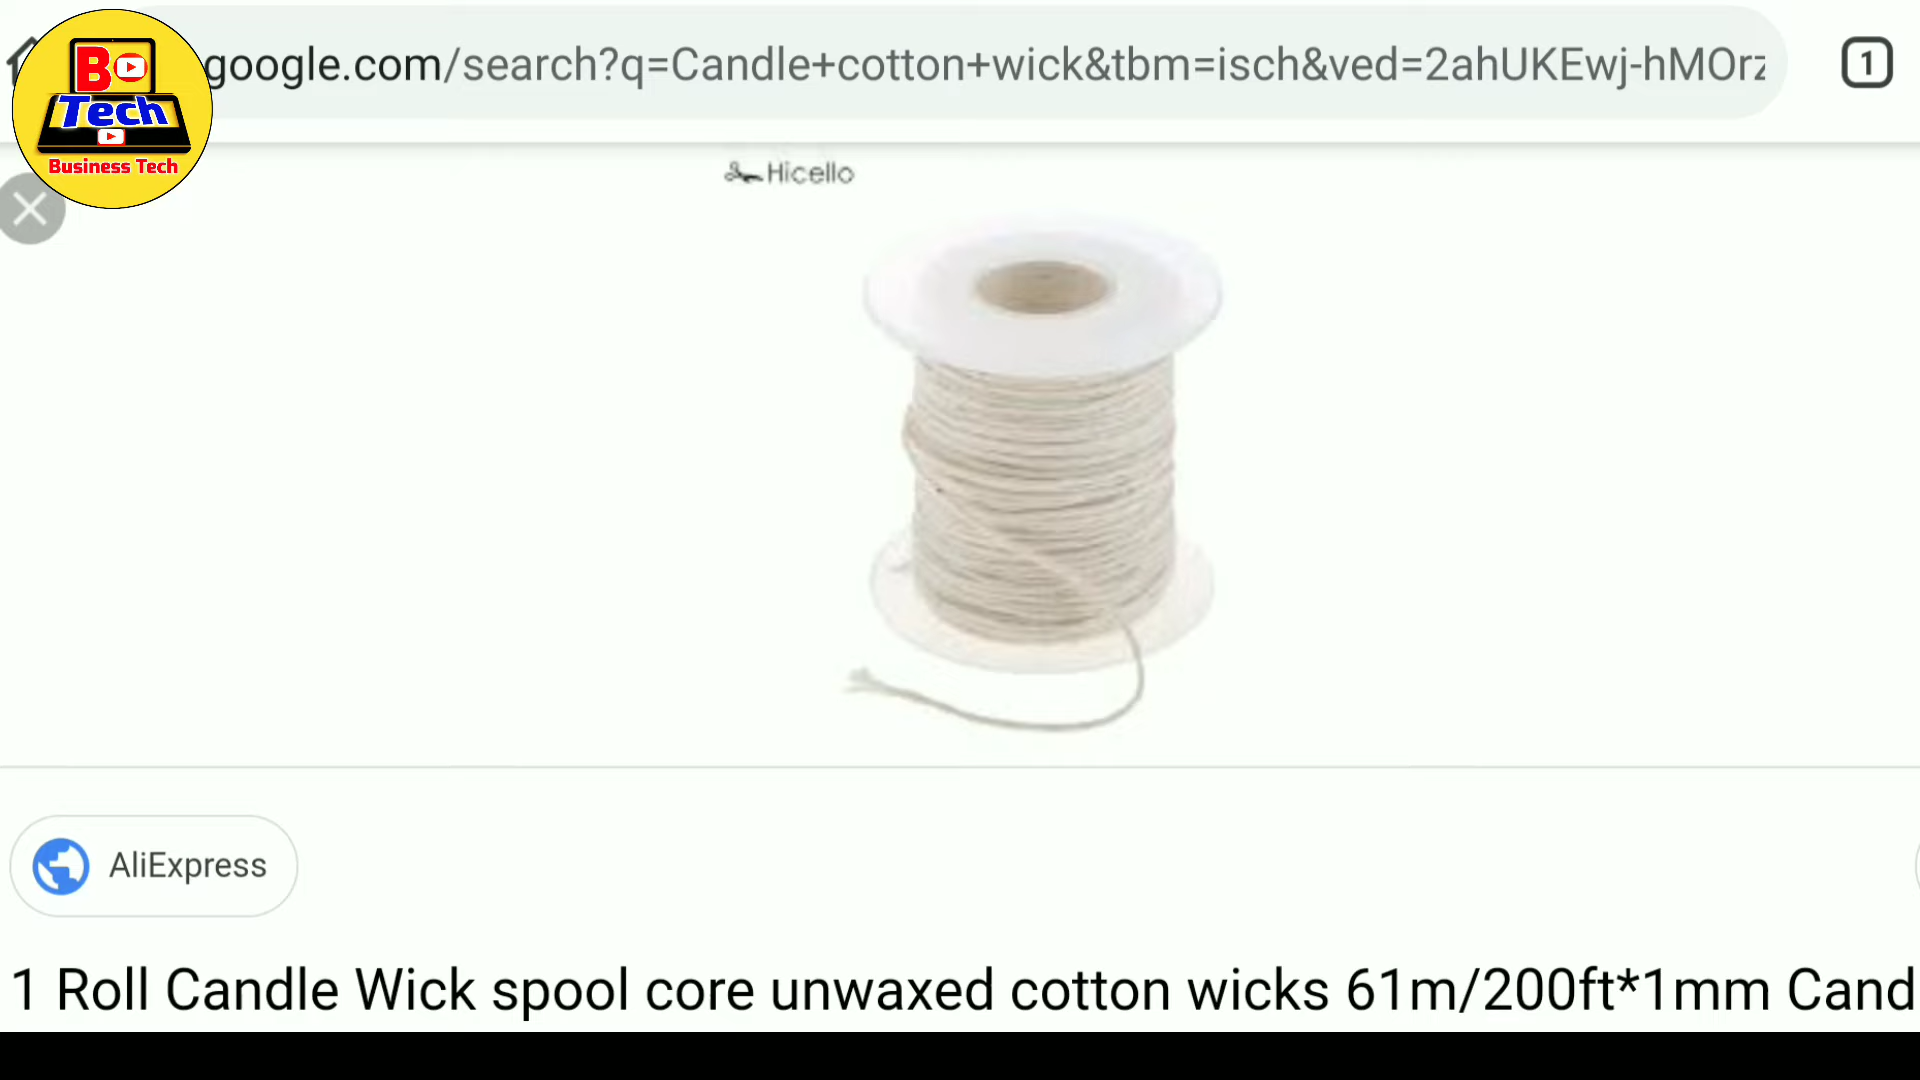 google.com/search?q=Candle+cotton+wick&tbm=isch&ved=2ahUKEwj-hMOrz
1
B
Tech
Business Tech
Hicello
AliExpress
1 Roll Candle Wick spool core unwaxed cotton wicks 61m/200ft*1mm Cand